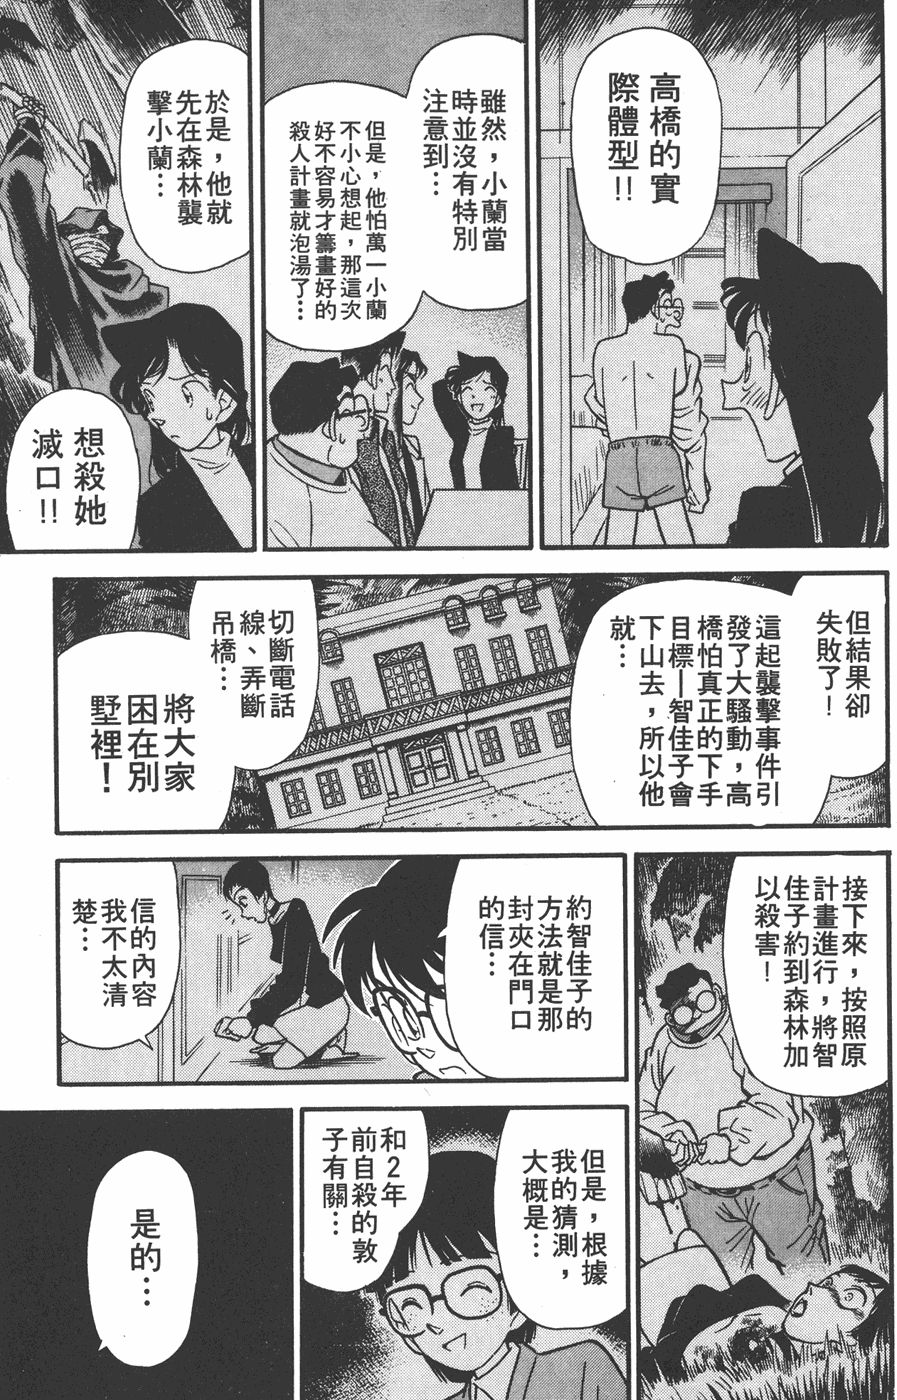 高橋的實
際體型!!
雖然，小蘭當
時並沒有特別
注意到…
但是，他怕萬一小蘭
不小心想起，那這次
好不容易才籌畫好的
殺人計畫就泡湯了…
於是，他就
先在森林襲
擊小蘭…
想殺她
滅口!!
但結果卻
失敗了！
這起襲擊事件引
發了大騷動，高
橋怕真正的下手
目標—智佳子會
下山去，所以他
就…
切斷電話
線、弄斷
吊橋…
將大家
困在別
墅裡！
接下來，按照原
計畫進行，將智
佳子約到森林加
以殺害！
約智佳子的
方法就是那
封夾在門口
的信…
信的內容
我不太清
楚…
但是，根據
我的猜測，
大概是…
和2年
前自殺的敦
子有關…
是的…